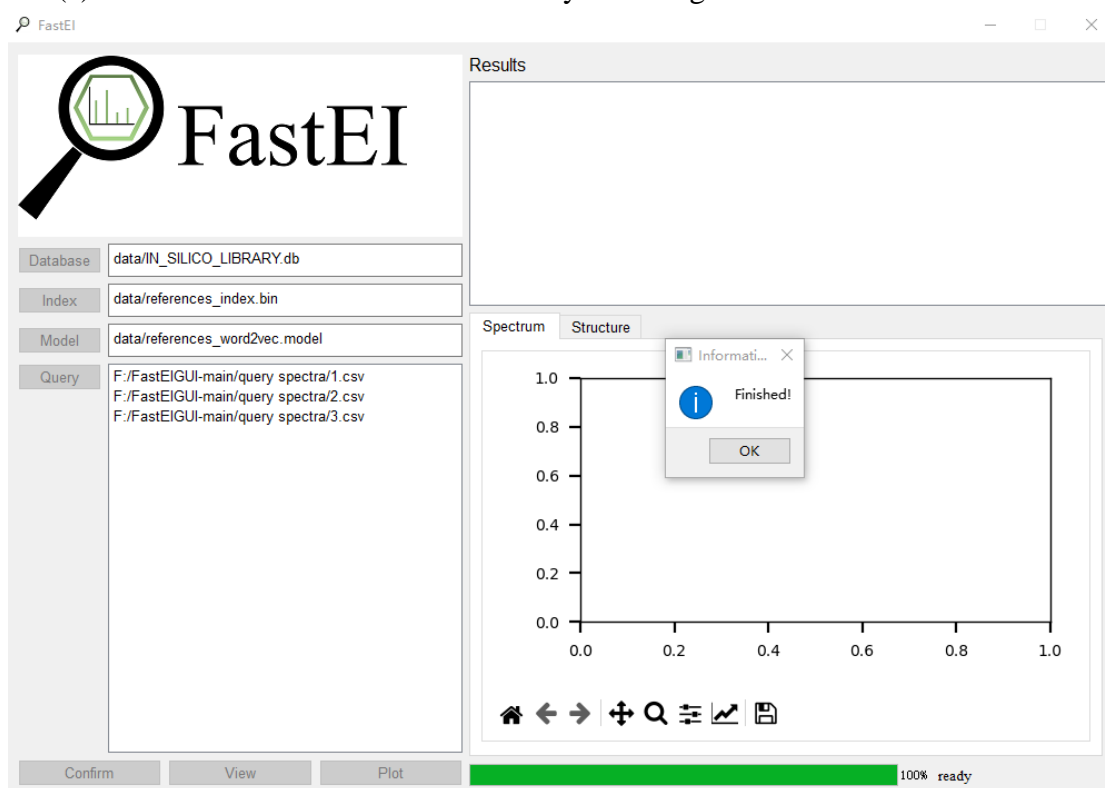 FastEI
FastEI
Results
Database
data/IN_SILICO_LIBRARY.db
Index
data/references_index.bin
Model
data/references_word2vec.model
Query
F:/FastEIGUI-main/query spectra/1.csv
F:/FastEIGUI-main/query spectra/2.csv
F:/FastEIGUI-main/query spectra/3.csv
Spectrum Structure
Informati...
Finished!
OK
1.0
0.8
0.6
0.4
0.2
0.0
0.0 0.2 0.4 0.6 0.8 1.0
Confirm View Plot
100% ready